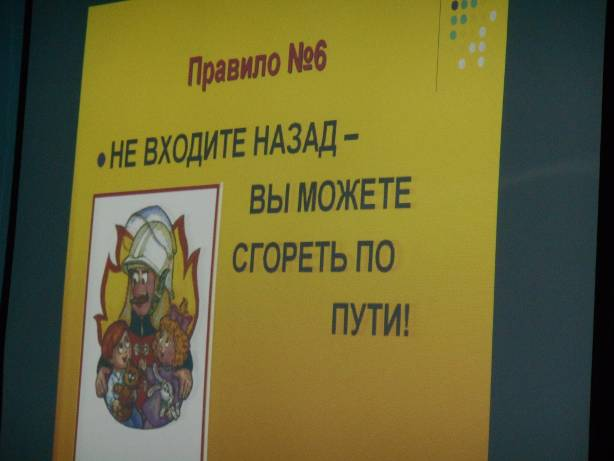 Правило №6
• НЕ ВХОДИТЕ НАЗАД –
ВЫ МОЖЕТЕ
СГОРЕТЬ ПО
ПУТИ!